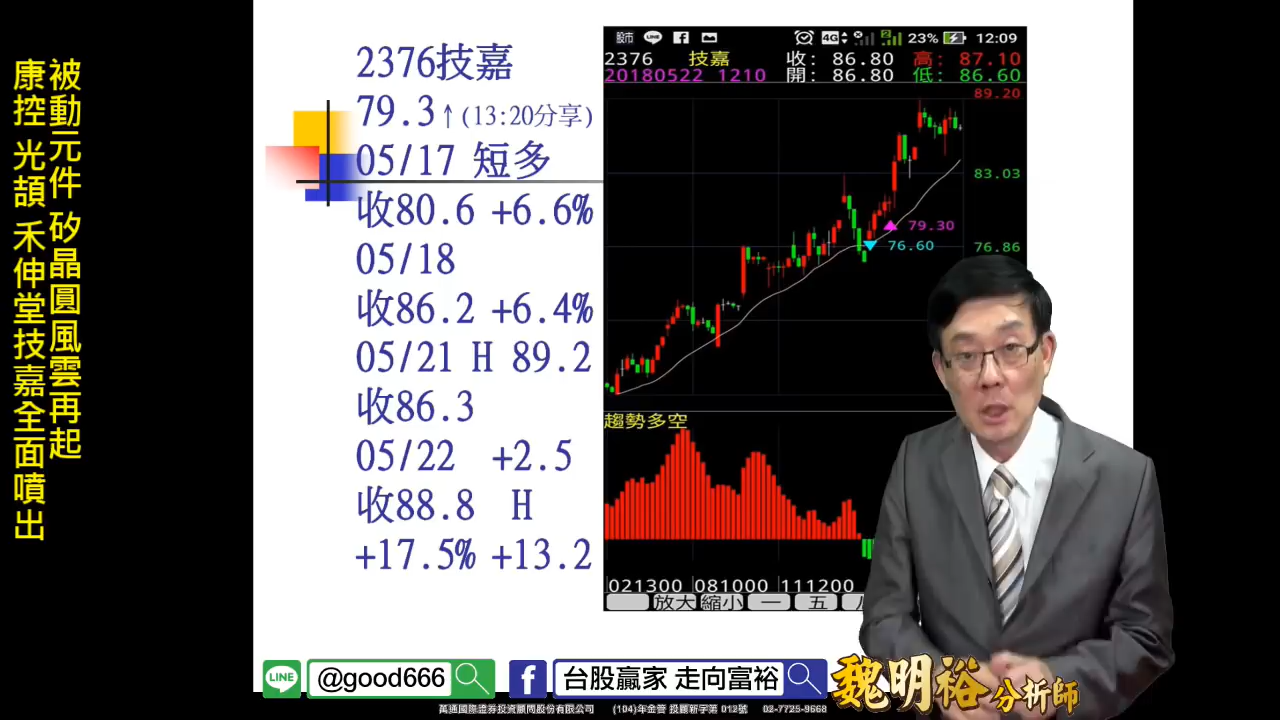 被動元件 矽晶圓風雲再起
康控 光頡 禾伸堂技嘉全面噴出
2376技嘉
79.3↑(13:20分享)
05/17 短多
收80.6 +6.6%
05/18
收86.2 +6.4%
05/21 H 89.2
收86.3
05/22 +2.5
收88.8 H
+17.5% +13.2
股市 LINE 4G 23% 12:09
2376 技嘉 收: 86.80 高: 87.10
20180522 1210 開: 86.80 低: 86.60
89.20
83.03
79.30
76.60
76.86
趨勢多空
021300 081000 111200
放大 縮小 一 五
LINE @good666
f 台股贏家 走向富裕
魏明裕分析師
萬通國際證券投資顧問股份有限公司 (104)年金管 投顧新字第 012號 02-7725-9668